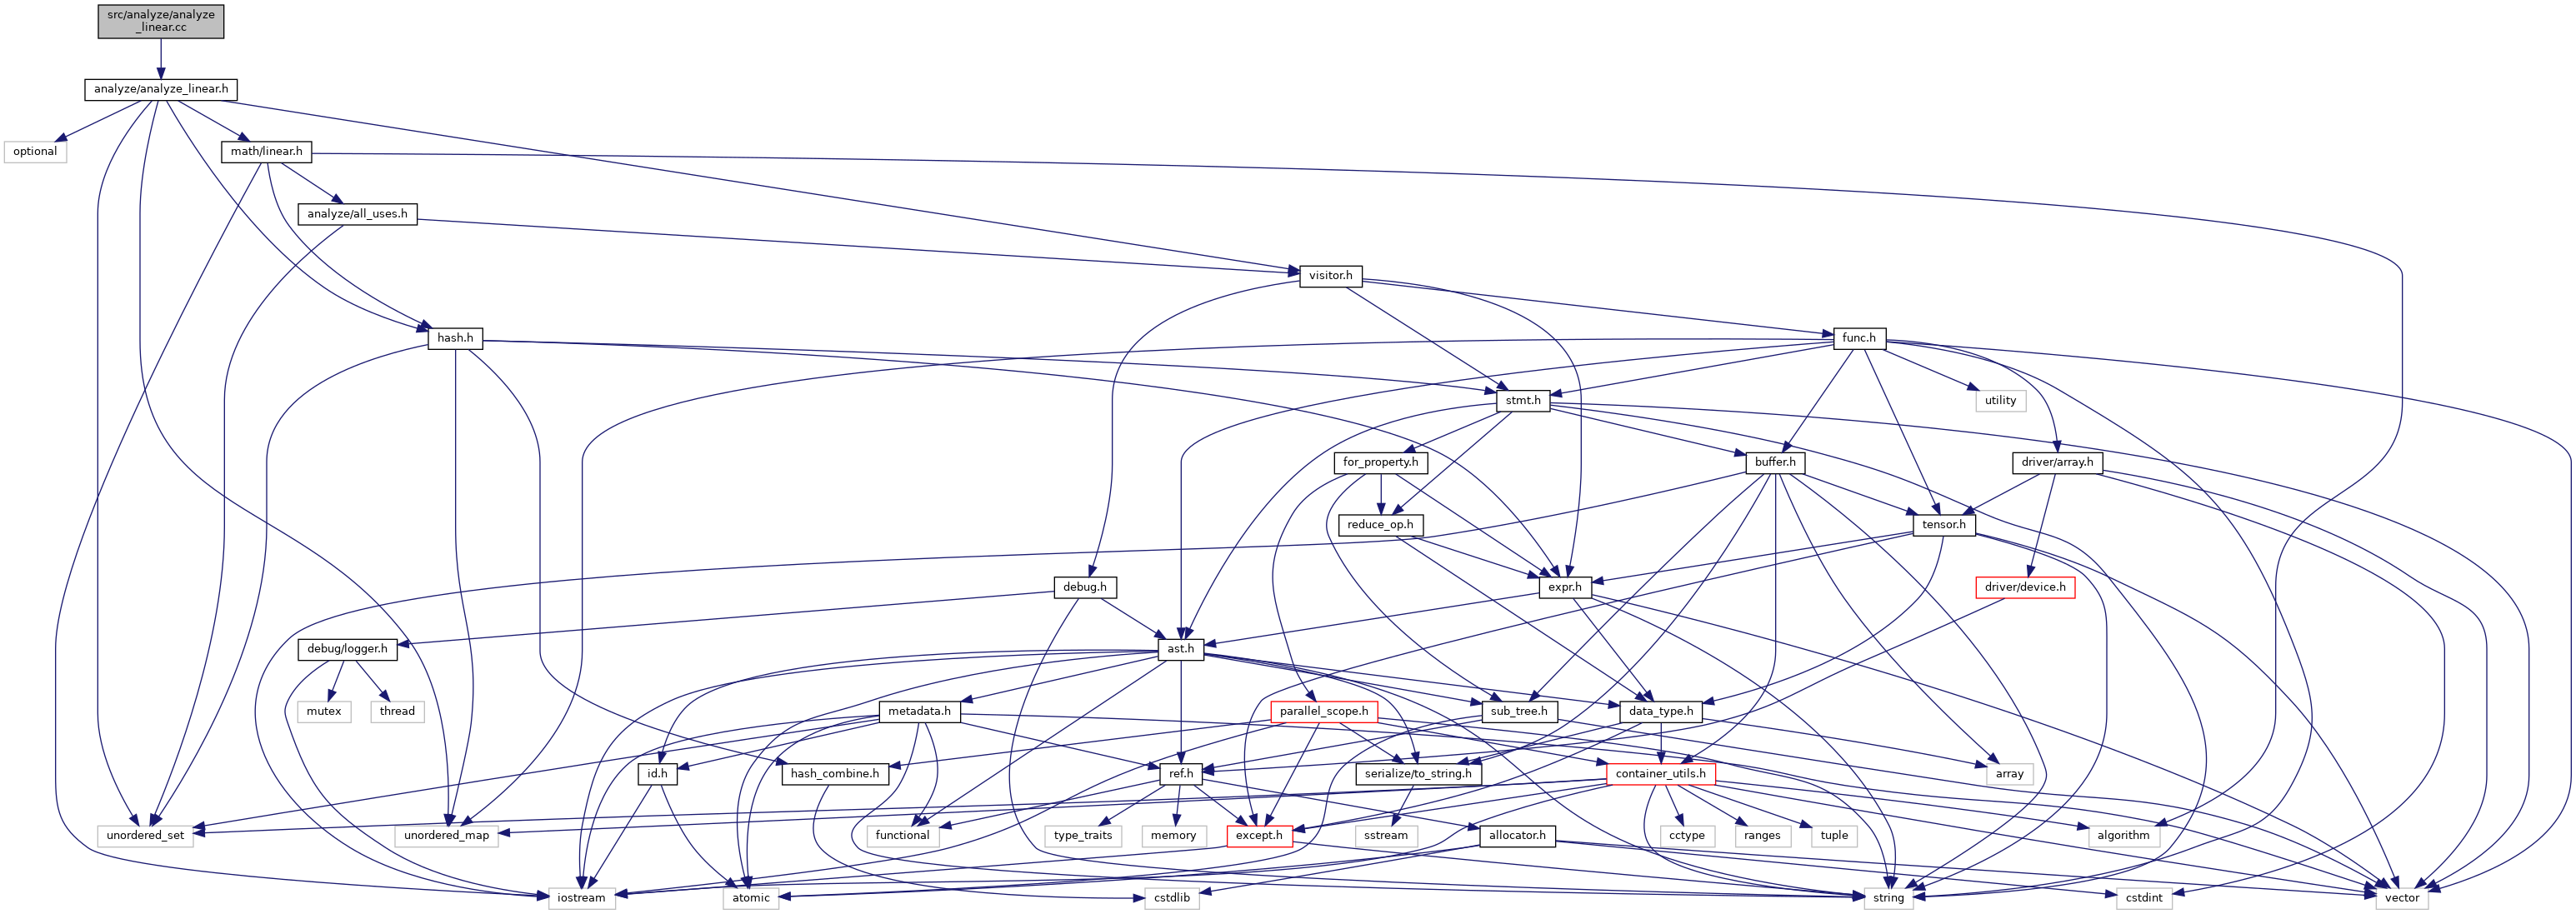 src/analyze/analyze
_linear.cc
analyze/analyze_linear.h
optional
math/linear.h
analyze/all_uses.h
visitor.h
hash.h
func.h
stmt.h
utility
for_property.h
buffer.h
driver/array.h
reduce_op.h
tensor.h
debug.h
expr.h
driver/device.h
debug/logger.h
ast.h
mutex
thread
metadata.h
parallel_scope.h
sub_tree.h
data_type.h
id.h
hash_combine.h
ref.h
serialize/to_string.h
container_utils.h
array
unordered_set
unordered_map
functional
type_traits
memory
except.h
sstream
allocator.h
cctype
ranges
tuple
algorithm
iostream
atomic
cstdlib
string
cstdint
vector